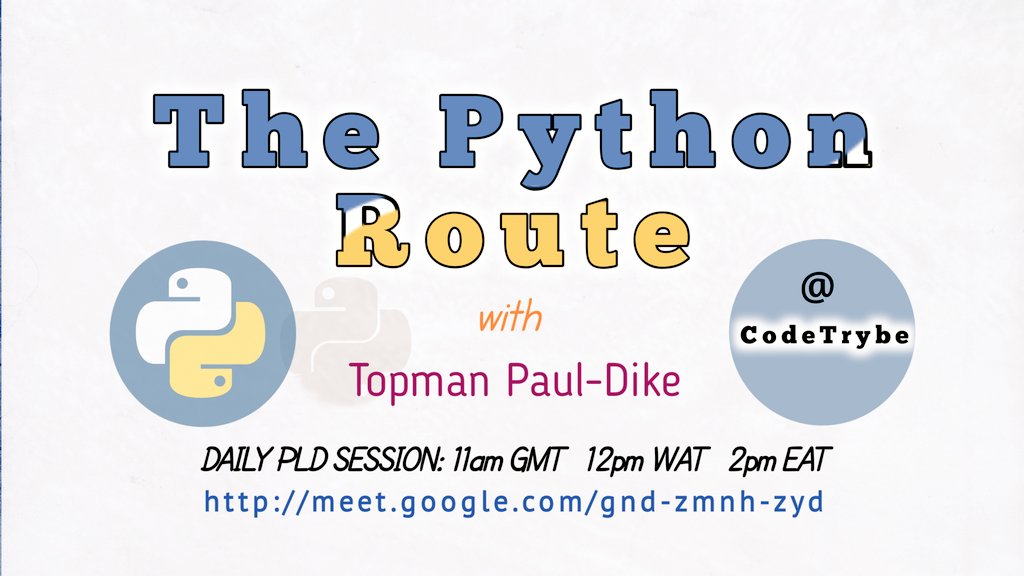 The Python
Route
with
Topman Paul-Dike
@
CodeTrybe
DAILY PLD SESSION: 11am GMT 12pm WAT 2pm EAT
http://meet.google.com/gnd-zmnh-zyd